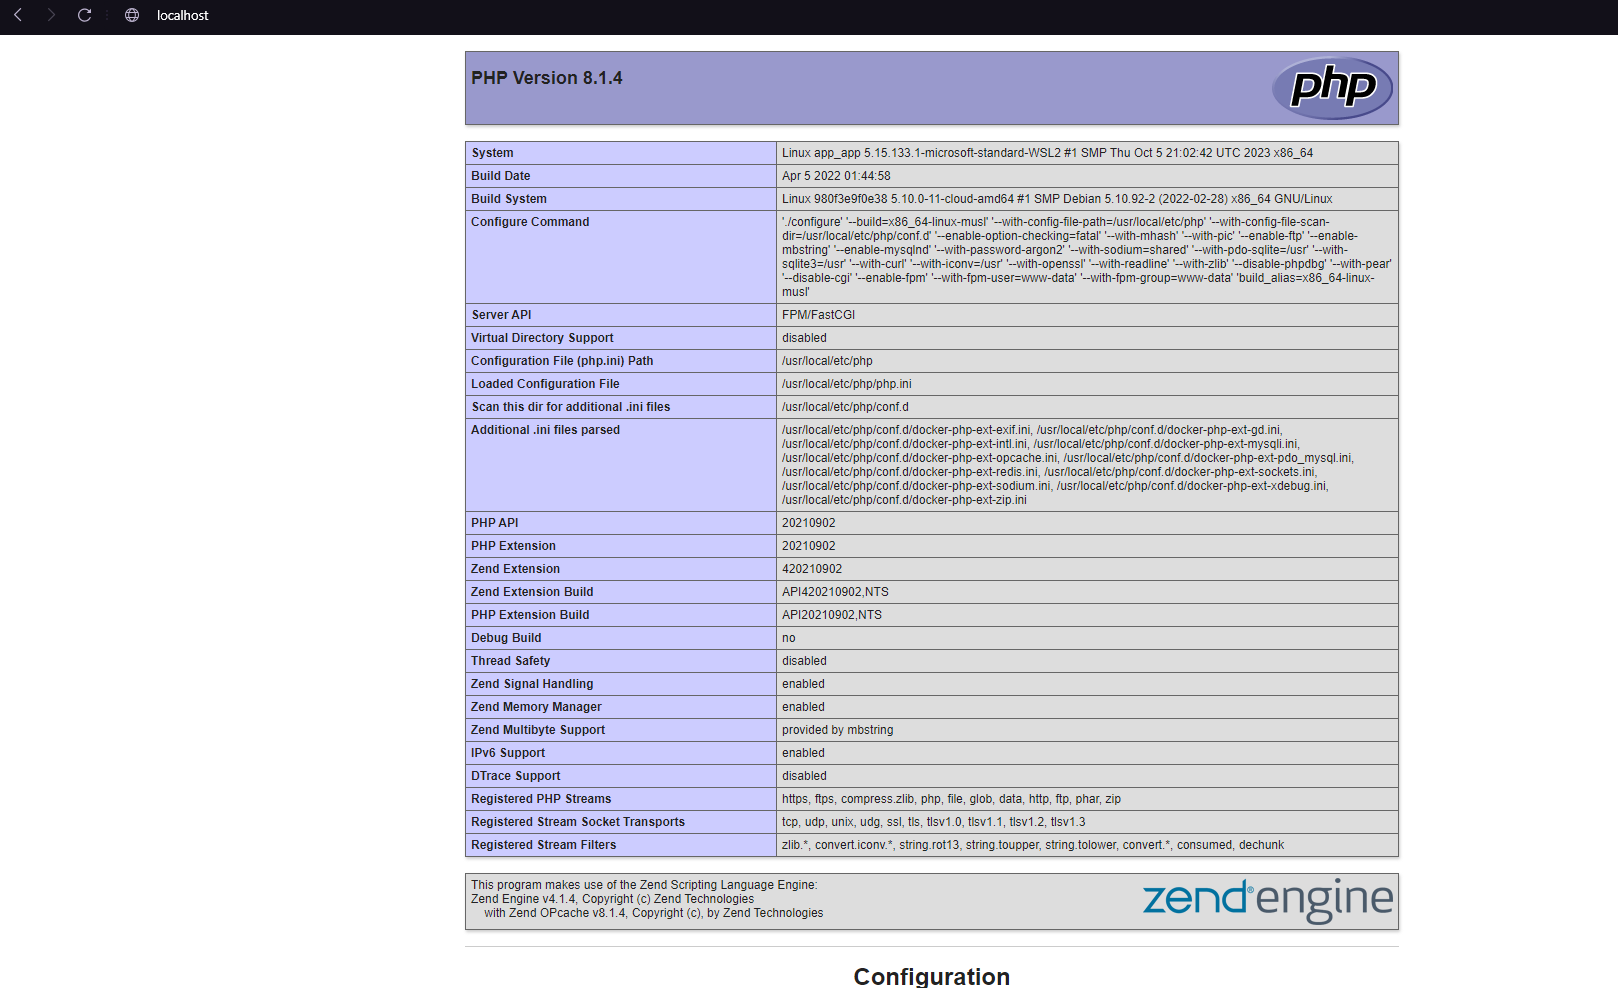 localhost
PHP Version 8.1.4
php
System
Linux app_app 5.15.133.1-microsoft-standard-WSL2 #1 SMP Thu Oct 5 21:02:42 UTC 2023 x86_64
Build Date
Apr 5 2022 01:44:58
Build System
Linux 980f3e9f0e38 5.10.0-11-cloud-amd64 #1 SMP Debian 5.10.92-2 (2022-02-28) x86_64 GNU/Linux
Configure Command
'./configure' '--build=x86_64-linux-musl' '--with-config-file-path=/usr/local/etc/php' '--with-config-file-scan-
dir=/usr/local/etc/php/conf.d' '--enable-option-checking=fatal' '--with-mhash' '--with-pic' '--enable-ftp' '--enable-
mbstring' '--enable-mysqlnd' '--with-password-argon2' '--with-sodium=shared' '--with-pdo-sqlite=/usr' '--with-
sqlite3=/usr' '--with-curl' '--with-iconv=/usr' '--with-openssl' '--with-readline' '--with-zlib' '--disable-phpdbg' '--with-pear'
'--disable-cgi' '--enable-fpm' '--with-fpm-user=www-data' '--with-fpm-group=www-data' 'build_alias=x86_64-linux-
musl'
Server API
FPM/FastCGI
Virtual Directory Support
disabled
Configuration File (php.ini) Path
/usr/local/etc/php
Loaded Configuration File
/usr/local/etc/php/php.ini
Scan this dir for additional .ini files
/usr/local/etc/php/conf.d
Additional .ini files parsed
/usr/local/etc/php/conf.d/docker-php-ext-exif.ini, /usr/local/etc/php/conf.d/docker-php-ext-gd.ini,
/usr/local/etc/php/conf.d/docker-php-ext-intl.ini, /usr/local/etc/php/conf.d/docker-php-ext-mysqli.ini,
/usr/local/etc/php/conf.d/docker-php-ext-opcache.ini, /usr/local/etc/php/conf.d/docker-php-ext-pdo_mysql.ini,
/usr/local/etc/php/conf.d/docker-php-ext-redis.ini, /usr/local/etc/php/conf.d/docker-php-ext-sockets.ini,
/usr/local/etc/php/conf.d/docker-php-ext-sodium.ini, /usr/local/etc/php/conf.d/docker-php-ext-xdebug.ini,
/usr/local/etc/php/conf.d/docker-php-ext-zip.ini
PHP API
20210902
PHP Extension
20210902
Zend Extension
420210902
Zend Extension Build
API420210902,NTS
PHP Extension Build
API20210902,NTS
Debug Build
no
Thread Safety
disabled
Zend Signal Handling
enabled
Zend Memory Manager
enabled
Zend Multibyte Support
provided by mbstring
IPv6 Support
enabled
DTrace Support
disabled
Registered PHP Streams
https, ftps, compress.zlib, php, file, glob, data, http, ftp, phar, zip
Registered Stream Socket Transports
tcp, udp, unix, udg, ssl, tls, tlsv1.0, tlsv1.1, tlsv1.2, tlsv1.3
Registered Stream Filters
zlib.*, convert.iconv.*, string.rot13, string.toupper, string.tolower, convert.*, consumed, dechunk
This program makes use of the Zend Scripting Language Engine:
Zend Engine v4.1.4, Copyright (c) Zend Technologies
with Zend OPcache v8.1.4, Copyright (c), by Zend Technologies
zend®engine
Configuration